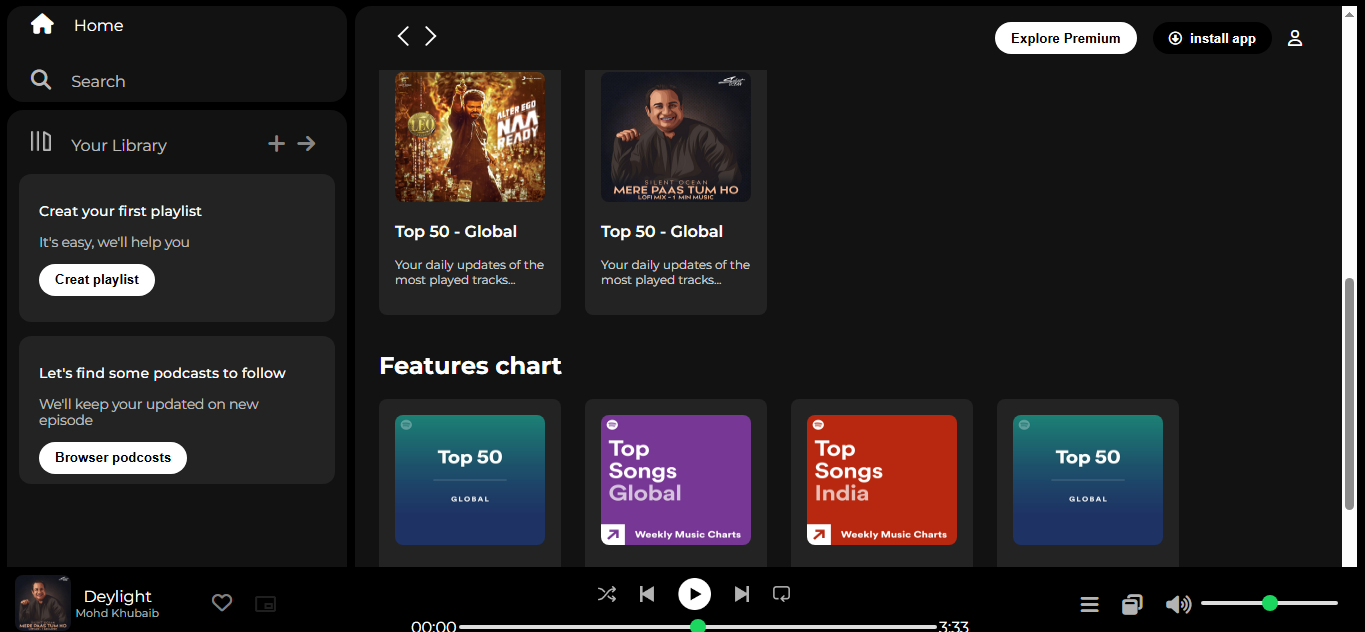 Home
Search
Your Library
Creat your first playlist
It's easy, we'll help you
Creat playlist
Let's find some podcasts to follow
We'll keep your updated on new
episode
Browser podcosts
Explore Premium
install app
LEO
ALTER EGO
NAA
READY
Top 50 - Global
Your daily updates of the
most played tracks...
SILENT OCEAN
MERE PAAS TUM HO
LOFI MIX - 1 MIN MUSIC
Top 50 - Global
Your daily updates of the
most played tracks...
Features chart
Top 50
GLOBAL
Top
Songs
Global
Weekly Music Charts
Top
Songs
India
Weekly Music Charts
Top 50
GLOBAL
MERE PAAS TUM HO
Deylight
Mohd Khubaib
00:00
3:33